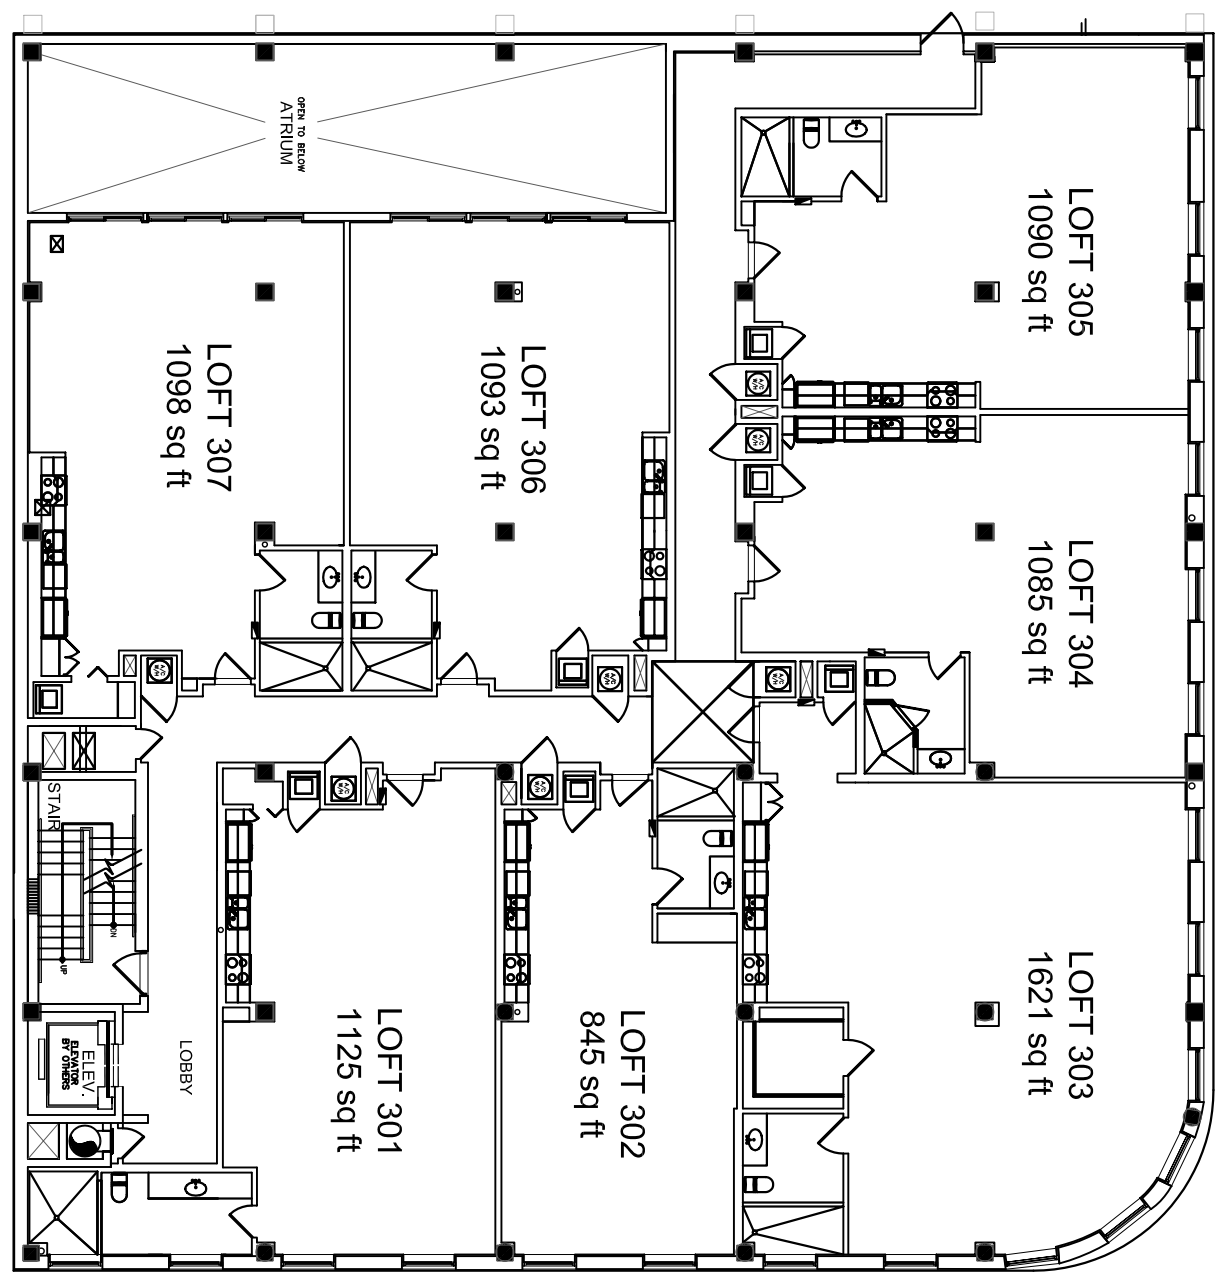 OPEN TO BELOW
ATRIUM
LOFT 305
1090 sq ft
LOFT 307
1098 sq ft
LOFT 306
1093 sq ft
A/C
W/H
A/C
W/H
LOFT 304
1085 sq ft
A/C
W/H
A/C
W/H
A/C
W/H
A/C
W/H
A/C
W/H
STAIR
DN
UP
LOFT 301
1125 sq ft
LOFT 302
845 sq ft
LOFT 303
1621 sq ft
LOBBY
ELEV.
ELEVATOR
BY OTHERS